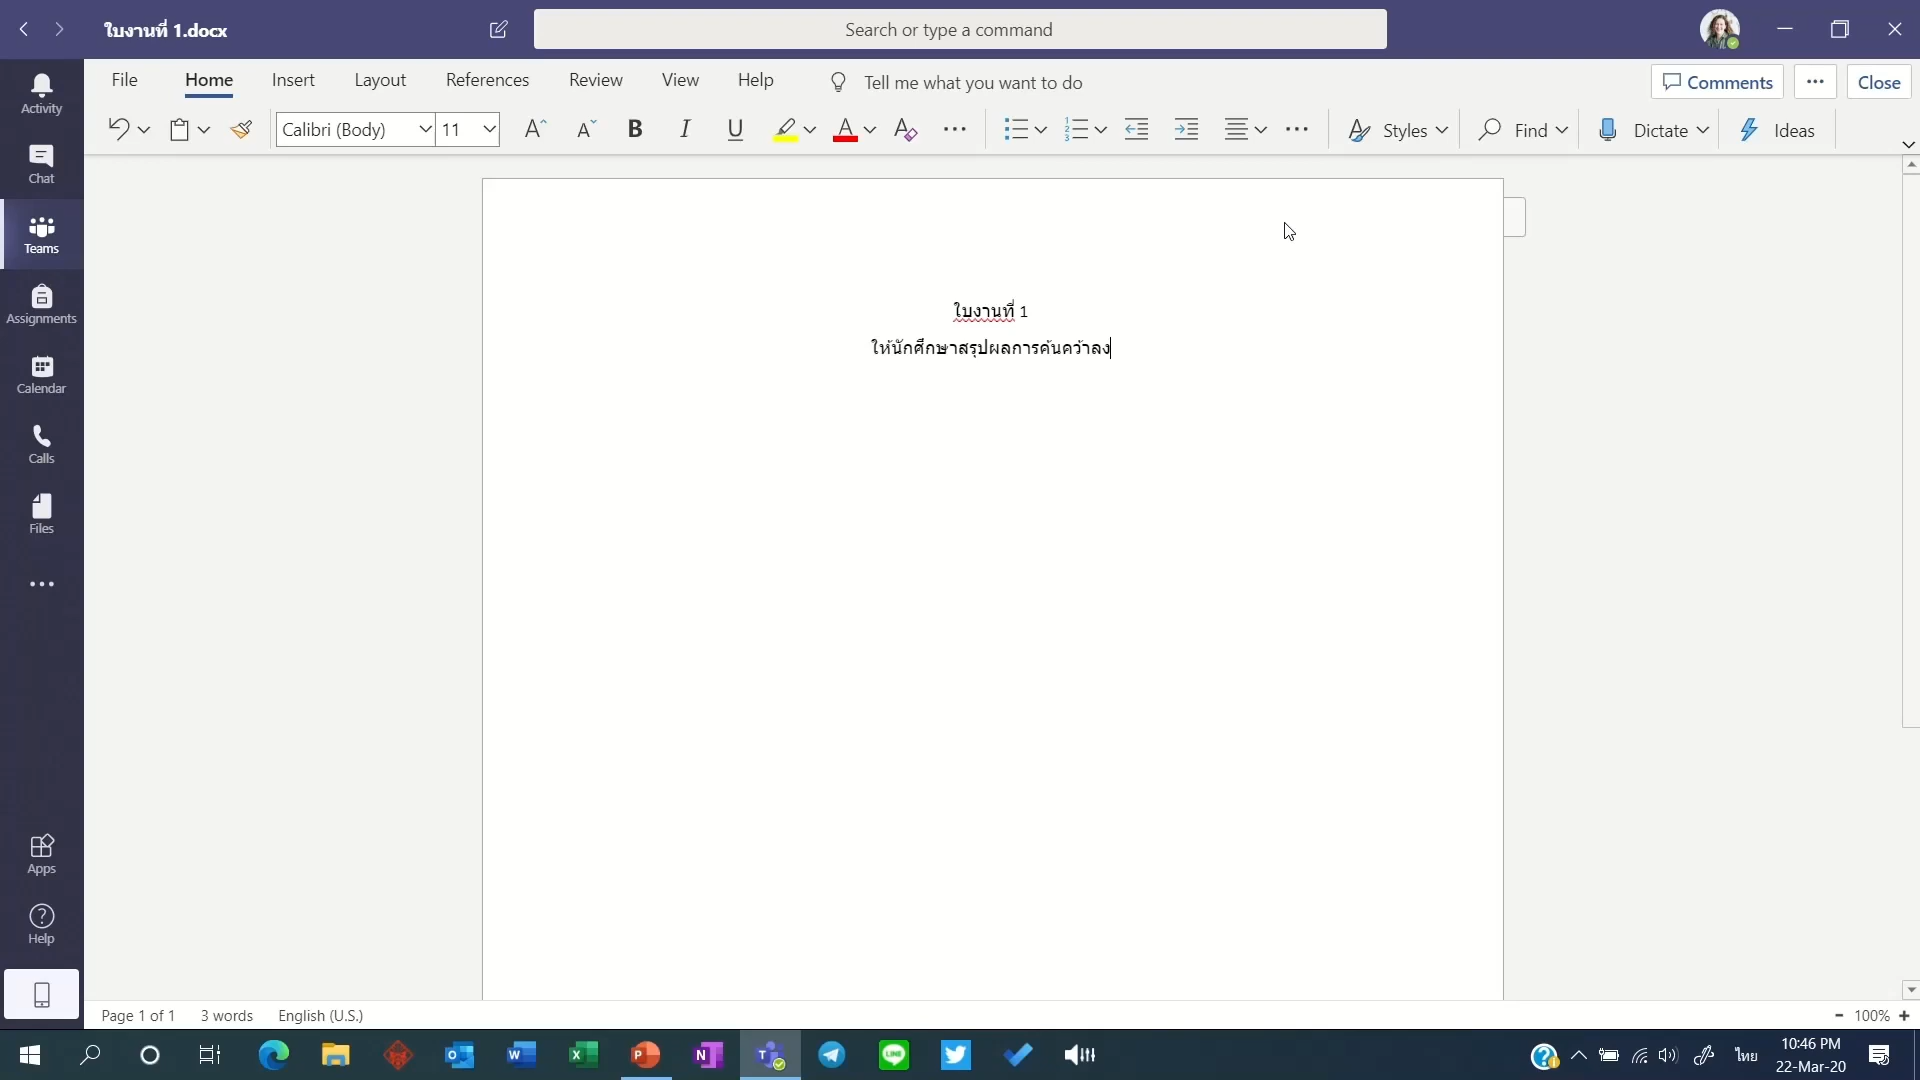 ใบงานที่ 1.docx
Search or type a command
File Home Insert Layout References Review View Help Tell me what you want to do Comments Close
Calibri (Body) 11 Styles Find Dictate Ideas
Activity
Chat
Teams
Assignments
Calendar
Calls
Files
Apps
Help
ใบงานที่ 1
ให้นักศึกษาสรุปผลการค้นคว้าลง
Page 1 of 1 3 words English (U.S.) 100%
ไทย
10:46 PM
22-Mar-20